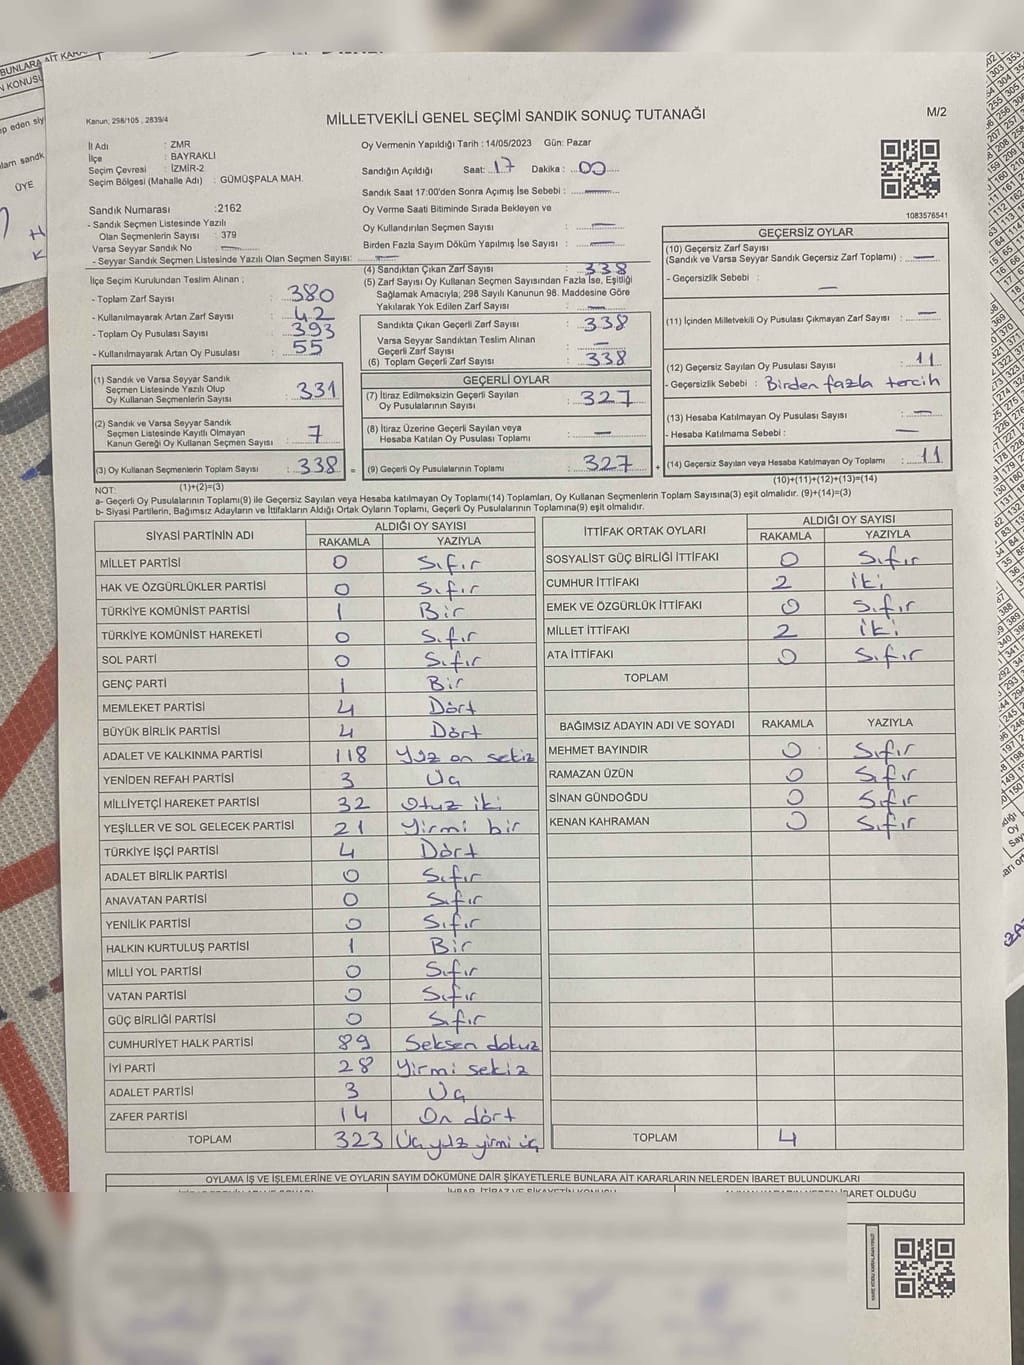 BUNLARA AİT KARA
N KONUSU
p eden siy
lam sandk
ÜYE
Kanun: 298/105 , 2839/4
MİLLETVEKİLİ GENEL SEÇİMİ SANDIK SONUÇ TUTANAĞI
M/2
İl Adı : ZMR
İlçe : BAYRAKLI
Seçim Çevresi : İZMİR-2
Seçim Bölgesi (Mahalle Adı) : GÜMÜŞPALA MAH.
Oy Vermenin Yapıldığı Tarih : 14/05/2023 Gün: Pazar
Sandığın Açıldığı Saat: 17 Dakika : 00
Sandık Saat 17:00'den Sonra Açımış İse Sebebi : —
Oy Verme Saati Bitiminde Sırada Bekleyen ve
Oy Kullandırılan Seçmen Sayısı : —
Birden Fazla Sayım Döküm Yapılmış İse Sayısı : —
Sandık Numarası :2162
- Sandık Seçmen Listesinde Yazılı
Olan Seçmenlerin Sayısı : 379
Varsa Seyyar Sandık No : —
- Seyyar Sandık Seçmen Listesinde Yazılı Olan Seçmen Sayısı: —
1083576541
İlçe Seçim Kurulundan Teslim Alınan ;
- Toplam Zarf Sayısı : 380
- Kullanılmayarak Artan Zarf Sayısı : 42
- Toplam Oy Pusulası Sayısı : 393
- Kullanılmayarak Artan Oy Pusulası : 55
(1) Sandık ve Varsa Seyyar Sandık
Seçmen Listesinde Yazılı Olup
Oy Kullanan Seçmenlerin Sayısı : 331
(2) Sandık ve Varsa Seyyar Sandık
Seçmen Listesinde Kayıtlı Olmayan
Kanun Gereği Oy Kullanan Seçmen Sayısı : 7
(3) Oy Kullanan Seçmenlerin Toplam Sayısı : 338 =
(1)+(2)=(3)
(4) Sandıktan Çıkan Zarf Sayısı : 338
(5) Zarf Sayısı Oy Kullanan Seçmen Sayısından Fazla İse, Eşitliği
Sağlamak Amacıyla; 298 Sayılı Kanunun 98. Maddesine Göre
Yakılarak Yok Edilen Zarf Sayısı : —
Sandıkta Çıkan Geçerli Zarf Sayısı : 338
Varsa Seyyar Sandıktan Teslim Alınan
Geçerli Zarf Sayısı : —
(6) Toplam Geçerli Zarf Sayısı : 338
GEÇERLİ OYLAR
(7) İtiraz Edilmeksizin Geçerli Sayılan
Oy Pusulalarının Sayısı : 327
(8) İtiraz Üzerine Geçerli Sayılan veya
Hesaba Katılan Oy Pusulası Toplamı : —
(9) Geçerli Oy Pusulalarının Toplamı : 327 +
GEÇERSİZ OYLAR
(10) Geçersiz Zarf Sayısı
(Sandık ve Varsa Seyyar Sandık Geçersiz Zarf Toplamı) : —
- Geçersizlik Sebebi : —
(11) İçinden Milletvekili Oy Pusulası Çıkmayan Zarf Sayısı : —
(12) Geçersiz Sayılan Oy Pusulası Sayısı : 11
- Geçersizlik Sebebi : Birden fazla tercih
(13) Hesaba Katılmayan Oy Pusulası Sayısı : —
- Hesaba Katılmama Sebebi : —
(14) Geçersiz Sayılan veya Hesaba Katılmayan Oy Toplamı : 11
(10)+(11)+(12)+(13)=(14)
NOT:
a- Geçerli Oy Pusulalarının Toplamı(9) ile Geçersiz Sayılan veya Hesaba katılmayan Oy Toplamı(14) Toplamları, Oy Kullanan Seçmenlerin Toplam Sayısına(3) eşit olmalıdır. (9)+(14)=(3)
b- Siyasi Partilerin, Bağımsız Adayların ve İttifakların Aldığı Ortak Oyların Toplamı, Geçerli Oy Pusulalarının Toplamına(9) eşit olmalıdır.
SİYASİ PARTİNİN ADI ALDIĞI OY SAYISI
RAKAMLA YAZIYLA
MİLLET PARTİSİ 0 Sıfır
HAK VE ÖZGÜRLÜKLER PARTİSİ 0 Sıfır
TÜRKİYE KOMÜNİST PARTİSİ 1 Bir
TÜRKİYE KOMÜNİST HAREKETİ 0 Sıfır
SOL PARTİ 0 Sıfır
GENÇ PARTİ 1 Bir
MEMLEKET PARTİSİ 4 Dört
BÜYÜK BİRLİK PARTİSİ 4 Dört
ADALET VE KALKINMA PARTİSİ 118 Yüz on sekiz
YENİDEN REFAH PARTİSİ 3 Üç
MİLLİYETÇİ HAREKET PARTİSİ 32 Otuz iki
YEŞİLLER VE SOL GELECEK PARTİSİ 21 Yirmi bir
TÜRKİYE İŞÇİ PARTİSİ 4 Dört
ADALET BİRLİK PARTİSİ 0 Sıfır
ANAVATAN PARTİSİ 0 Sıfır
YENİLİK PARTİSİ 0 Sıfır
HALKIN KURTULUŞ PARTİSİ 1 Bir
MİLLİ YOL PARTİSİ 0 Sıfır
VATAN PARTİSİ 0 Sıfır
GÜÇ BİRLİĞİ PARTİSİ 0 Sıfır
CUMHURİYET HALK PARTİSİ 89 Seksen dokuz
İYİ PARTİ 28 Yirmi sekiz
ADALET PARTİSİ 3 Üç
ZAFER PARTİSİ 14 On dört
TOPLAM 323 Üç yüz yirmi üç
İTTİFAK ORTAK OYLARI ALDIĞI OY SAYISI
RAKAMLA YAZIYLA
SOSYALİST GÜÇ BİRLİĞİ İTTİFAKI 0 Sıfır
CUMHUR İTTİFAKI 2 İki
EMEK VE ÖZGÜRLÜK İTTİFAKI 0 Sıfır
MİLLET İTTİFAKI 2 İki
ATA İTTİFAKI 0 Sıfır
TOPLAM
BAĞIMSIZ ADAYIN ADI VE SOYADI RAKAMLA YAZIYLA
MEHMET BAYINDIR 0 Sıfır
RAMAZAN ÜZÜN 0 Sıfır
SİNAN GÜNDOĞDU 0 Sıfır
KENAN KAHRAMAN 0 Sıfır
TOPLAM 4
OYLAMA İŞ VE İŞLEMLERİNE VE OYLARIN SAYIM DÖKÜMÜNE DAİR ŞİKAYETLERLE BUNLARA AİT KARARLARIN NELERDEN İBARET BULUNDUKLARI
İBARET OLDUĞU